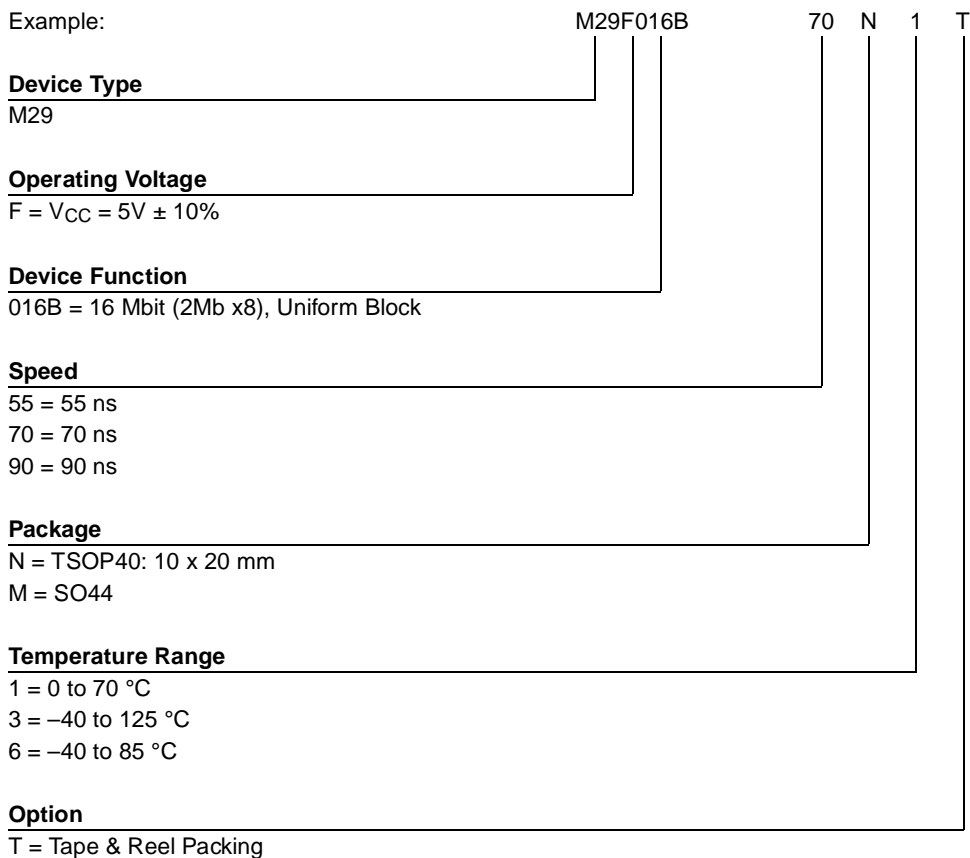 Example: M29F016B 70 N 1 T
Device Type
M29
Operating Voltage
F = VCC = 5V ± 10%
Device Function
016B = 16 Mbit (2Mb x8), Uniform Block
Speed
55 = 55 ns
70 = 70 ns
90 = 90 ns
Package
N = TSOP40: 10 x 20 mm
M = SO44
Temperature Range
1 = 0 to 70 °C
3 = –40 to 125 °C
6 = –40 to 85 °C
Option
T = Tape & Reel Packing